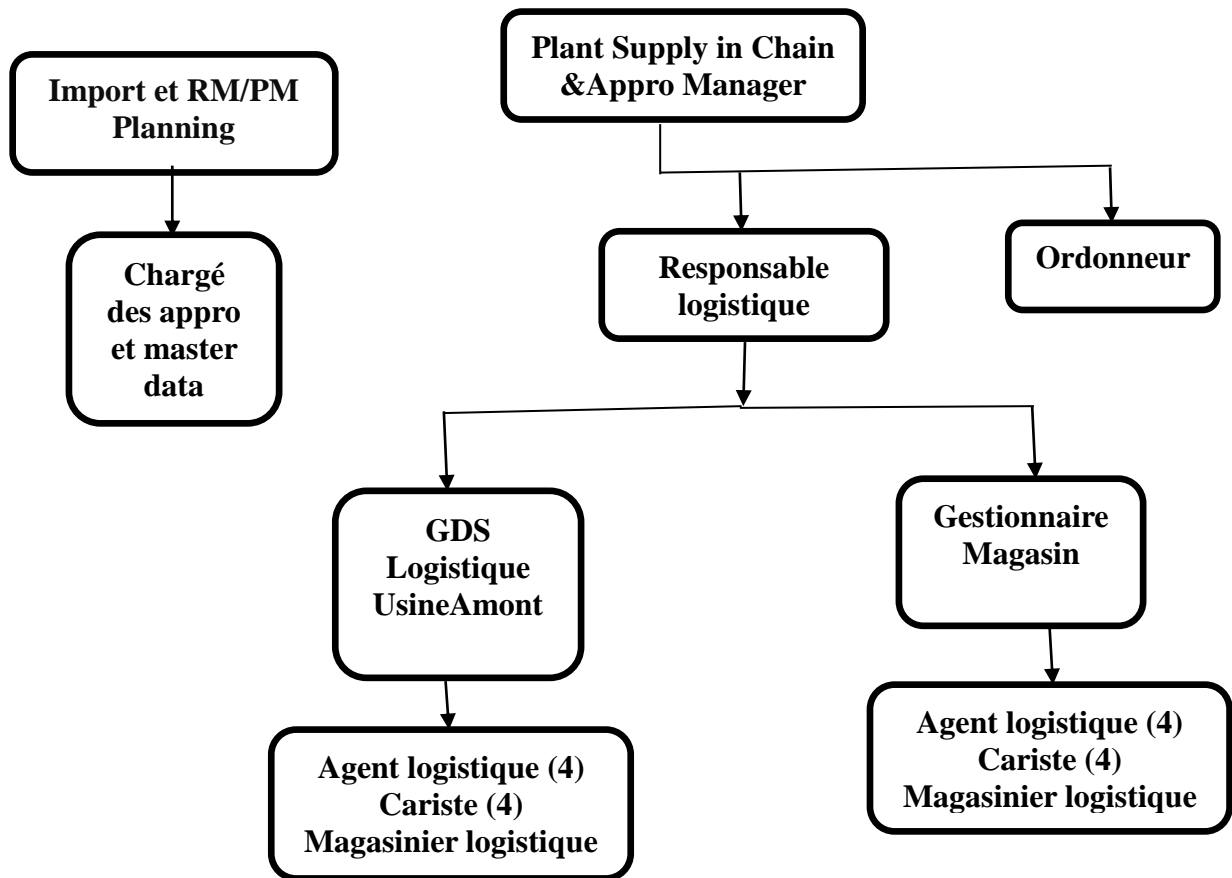 Plant Supply in Chain
&Appro Manager
Import et RM/PM
Planning
Chargé
des appro
et master
data
Responsable
logistique
Ordonneur
GDS
Logistique
UsineAmont
Gestionnaire
Magasin
Agent logistique (4)
Cariste (4)
Magasinier logistique
Agent logistique (4)
Cariste (4)
Magasinier logistique